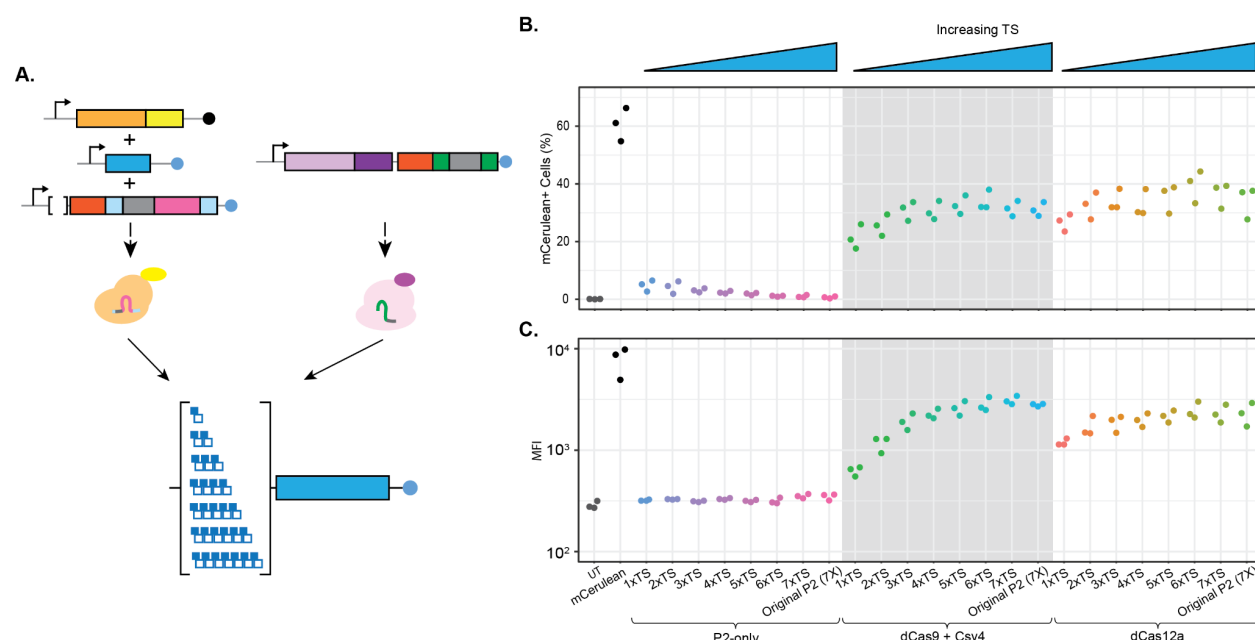 A.
+
+
B.
Increasing TS
mCerulean+ Cells (%)
60
40
20
0
C.
MFI
10⁴
10³
10²
UT
mCerulean
1xTS
2xTS
3xTS
4xTS
5xTS
6xTS
7xTS
Original P2 (7X)
1xTS
2xTS
3xTS
4xTS
5xTS
6xTS
7xTS
Original P2 (7X)
1xTS
2xTS
3xTS
4xTS
5xTS
6xTS
7xTS
Original P2 (7X)
P2-only
dCas9 + Csy4
dCas12a